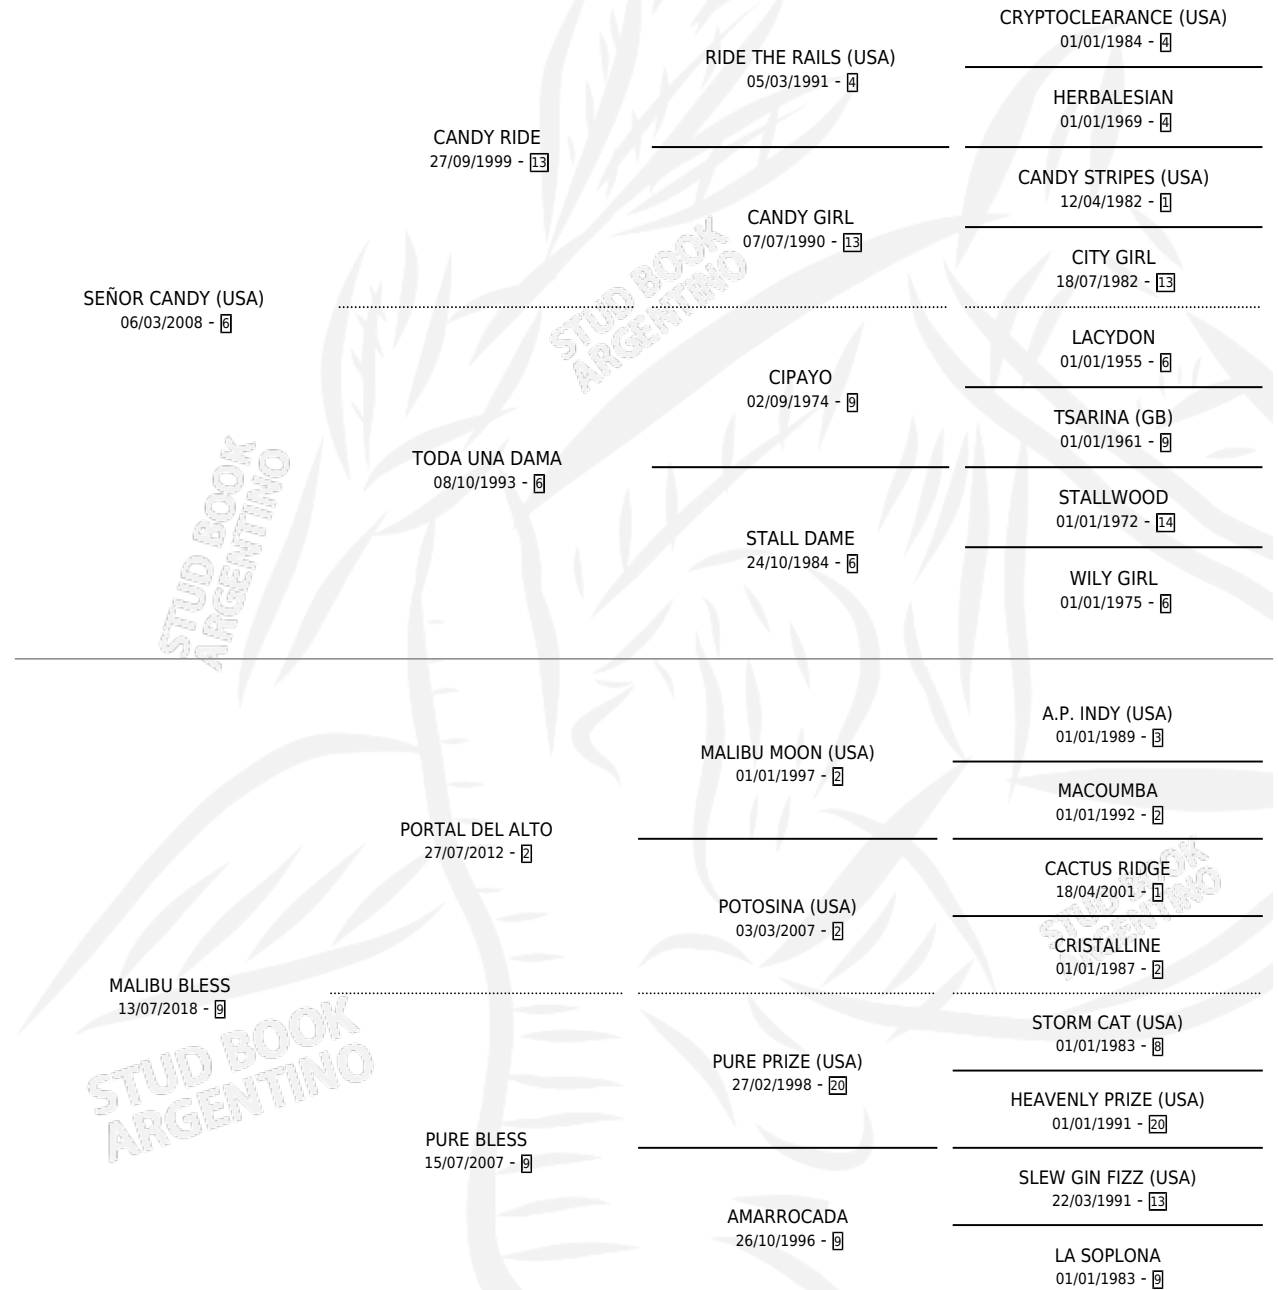 CRYPTOCLEARANCE (USA)
01/01/1984 - 4
RIDE THE RAILS (USA)
05/03/1991 - 4
HERBALESIAN
01/01/1969 - 4
CANDY RIDE
27/09/1999 - 13
CANDY STRIPES (USA)
12/04/1982 - 1
CANDY GIRL
07/07/1990 - 13
CITY GIRL
18/07/1982 - 13
SEÑOR CANDY (USA)
06/03/2008 - 6
LACYDON
01/01/1955 - 6
CIPAYO
02/09/1974 - 9
TSARINA (GB)
01/01/1961 - 9
TODA UNA DAMA
08/10/1993 - 6
STALLWOOD
01/01/1972 - 14
STALL DAME
24/10/1984 - 6
WILY GIRL
01/01/1975 - 6
STUD BOOK
ARGENTINO
STUD BOOK
ARGENTINO
A.P. INDY (USA)
01/01/1989 - 3
MALIBU MOON (USA)
01/01/1997 - 2
MACOUMBA
01/01/1992 - 2
PORTAL DEL ALTO
27/07/2012 - 2
CACTUS RIDGE
18/04/2001 - 1
POTOSINA (USA)
03/03/2007 - 2
CRISTALLINE
01/01/1987 - 2
MALIBU BLESS
13/07/2018 - 9
STORM CAT (USA)
01/01/1983 - 8
PURE PRIZE (USA)
27/02/1998 - 20
HEAVENLY PRIZE (USA)
01/01/1991 - 20
PURE BLESS
15/07/2007 - 9
SLEW GIN FIZZ (USA)
22/03/1991 - 13
AMARROCADA
26/10/1996 - 9
LA SOPLONA
01/01/1983 - 9
STUD BOOK
ARGENTINO
STUD BOOK
ARGENTINO